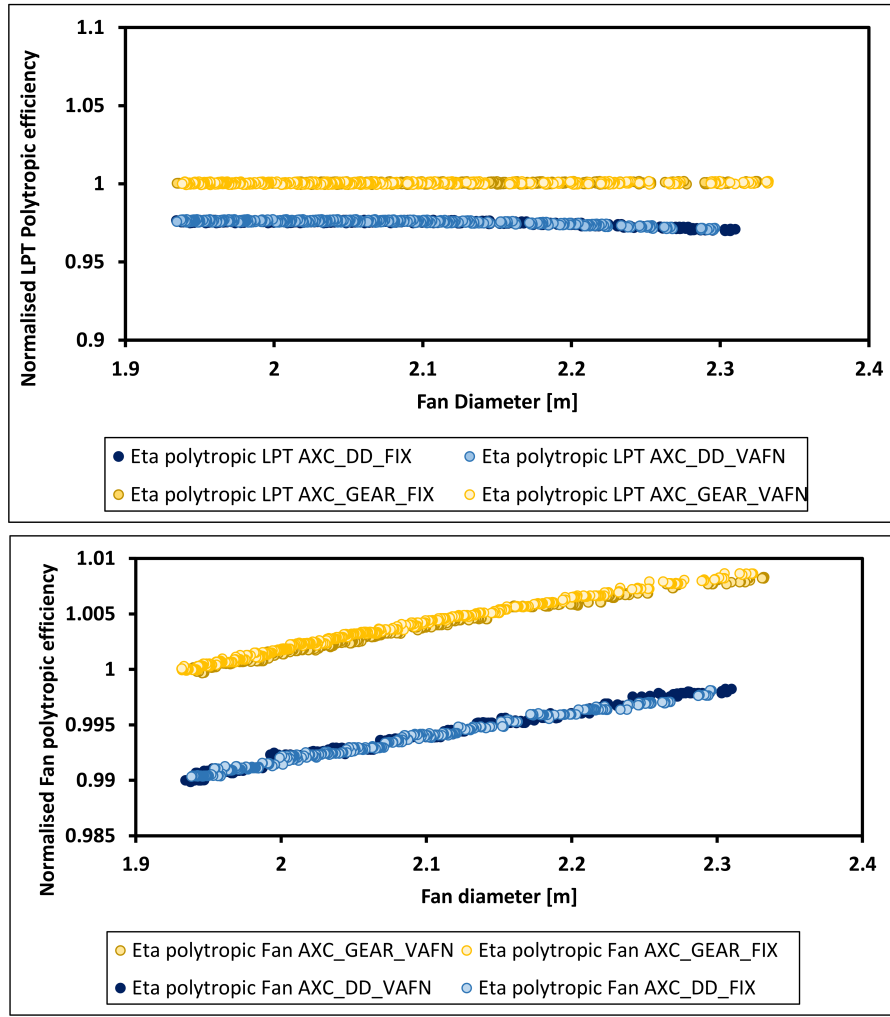 Normalised LPT Polytropic efficiency
1.1
1.05
1
0.95
0.9
1.9 2 2.1 2.2 2.3 2.4
Fan Diameter [m]
Eta polytropic LPT AXC_DD_FIX Eta polytropic LPT AXC_DD_VAFN
Eta polytropic LPT AXC_GEAR_FIX Eta polytropic LPT AXC_GEAR_VAFN
Normalised Fan polytropic efficiency
1.01
1.005
1
0.995
0.99
0.985
1.9 2 2.1 2.2 2.3 2.4
Fan diameter [m]
Eta polytropic Fan AXC_GEAR_VAFN Eta polytropic Fan AXC_GEAR_FIX
Eta polytropic Fan AXC_DD_VAFN Eta polytropic Fan AXC_DD_FIX